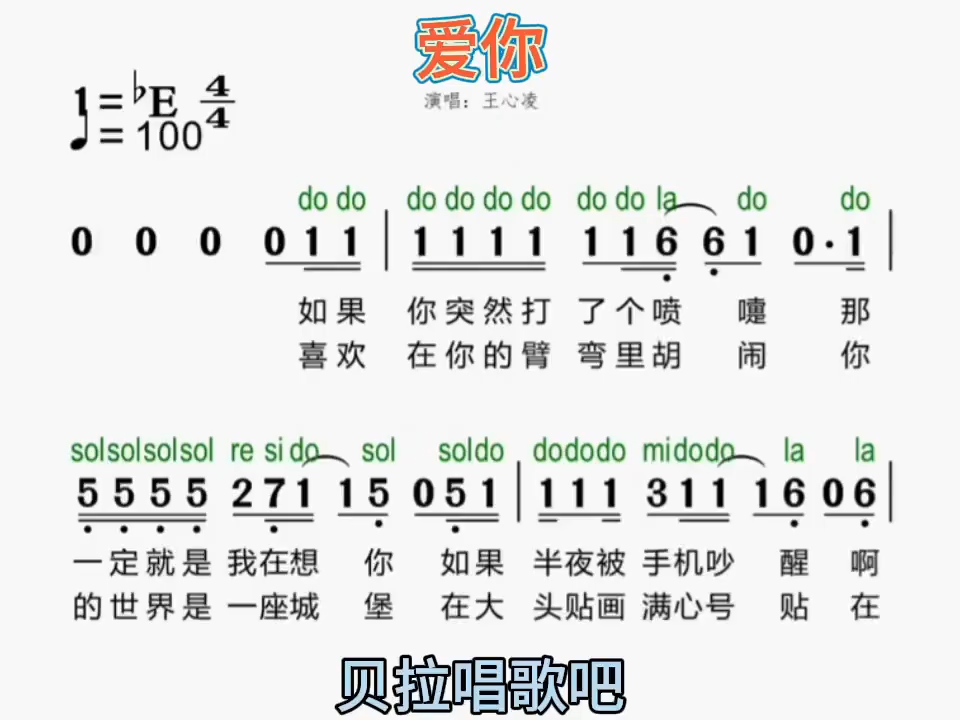 爱你
演唱：王心凌
1=♭E 4/4
♩=100
do do do do do do do do la do do
0 0 0 0 1 1 1 1 1 1 1 1 6 6 1 0· 1
如果 你突然打 了个喷 嚏 那
喜欢 在你的臂 弯里胡 闹 你
solsolsolsol re si do sol soldo dododo midodo la la
5 5 5 5 2 7 1 1 5 0 5 1 1 1 1 3 1 1 1 6 0 6
一定就是 我在想 你 如果 半夜被 手机吵 醒 啊
的世界是 一座城 堡 在大 头贴画 满心号 贴 在
贝拉唱歌吧